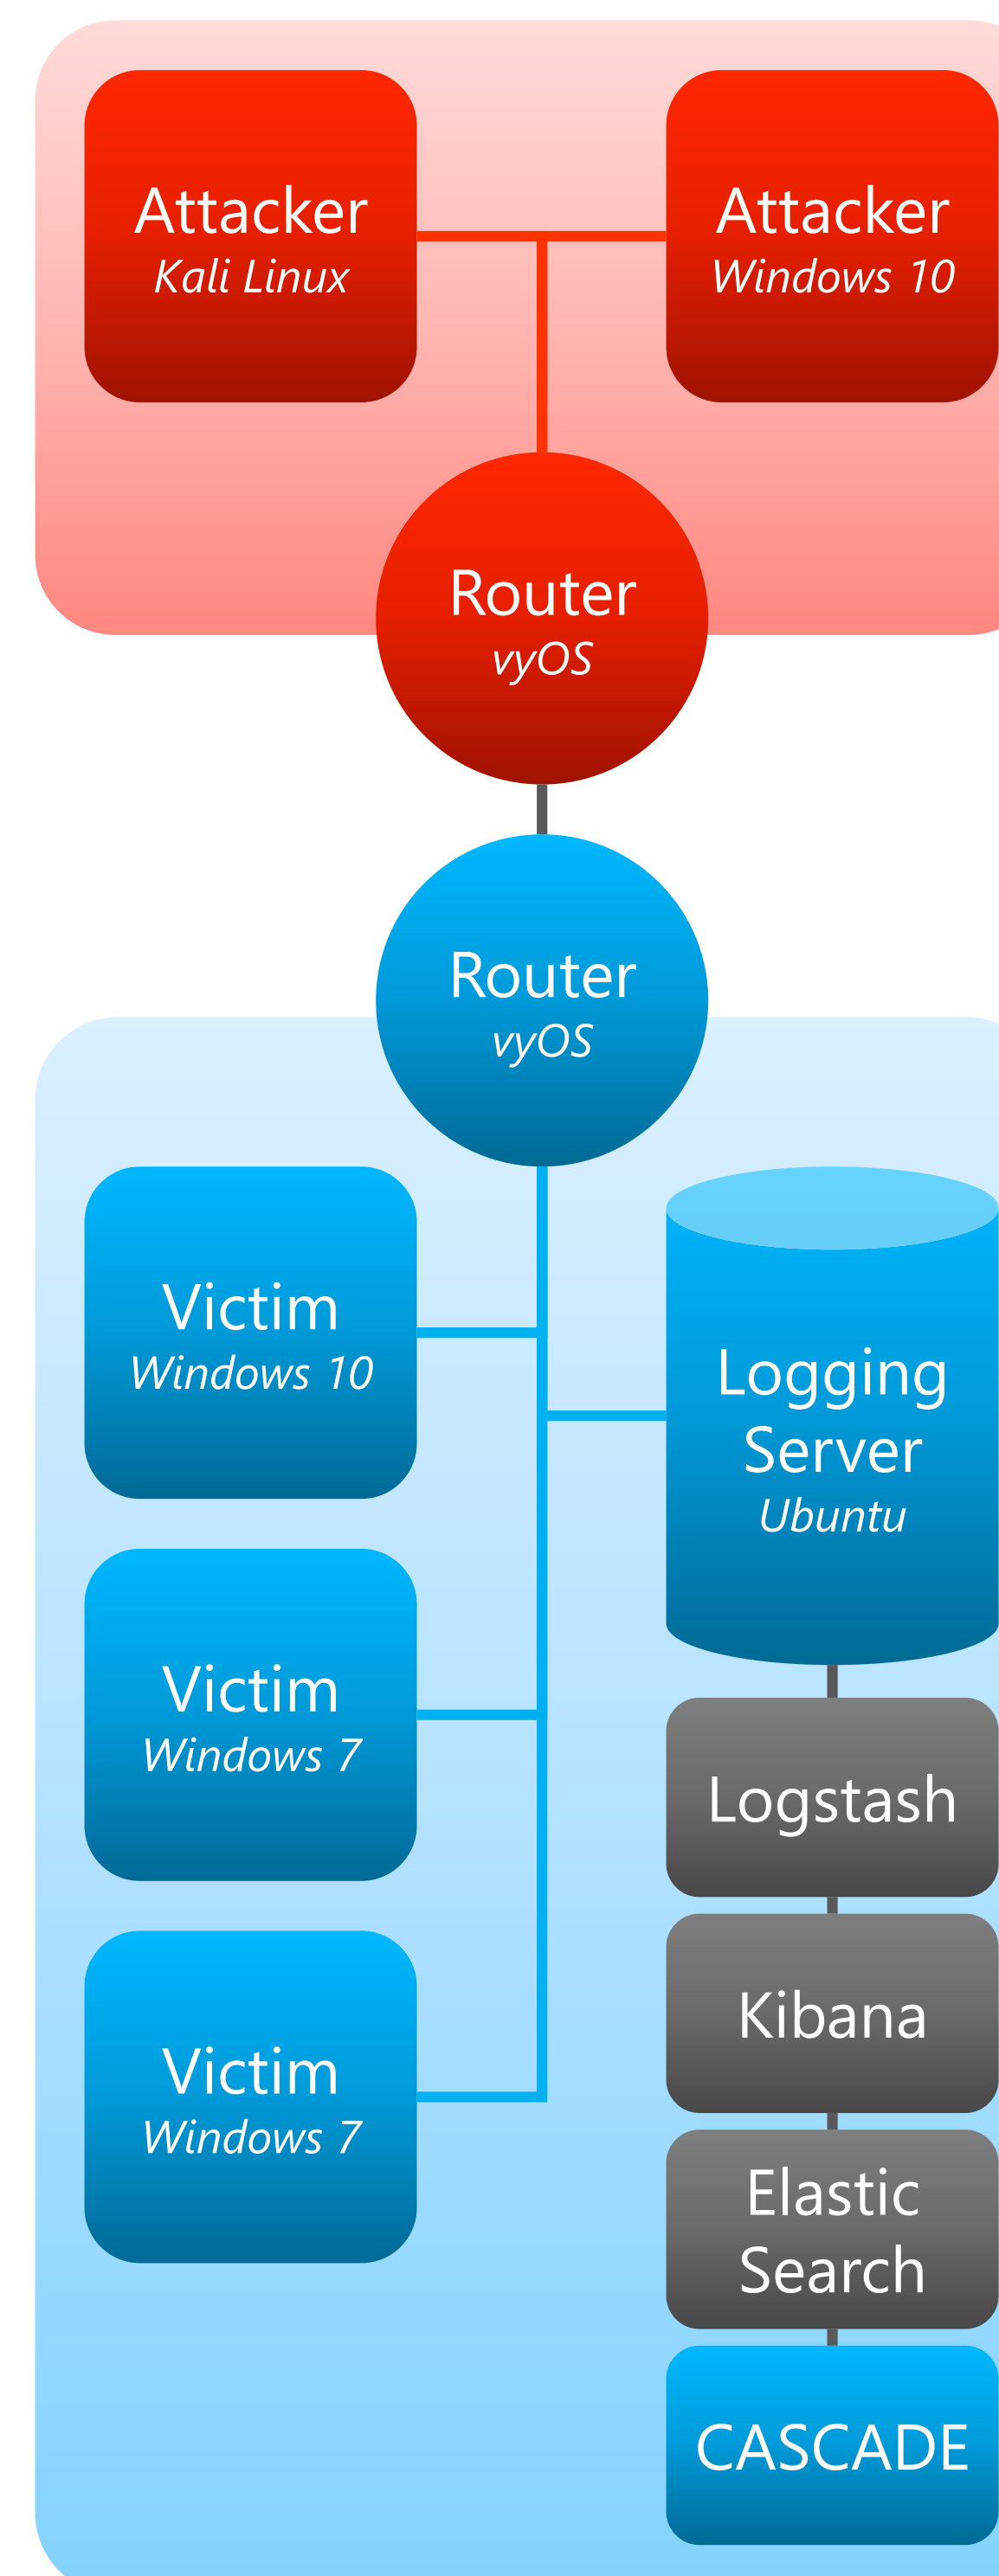 Attacker
Kali Linux
Attacker
Windows 10
Router
vyOS
Router
vyOS
Victim
Windows 10
Logging
Server
Ubuntu
Victim
Windows 7
Logstash
Kibana
Victim
Windows 7
Elastic
Search
CASCADE